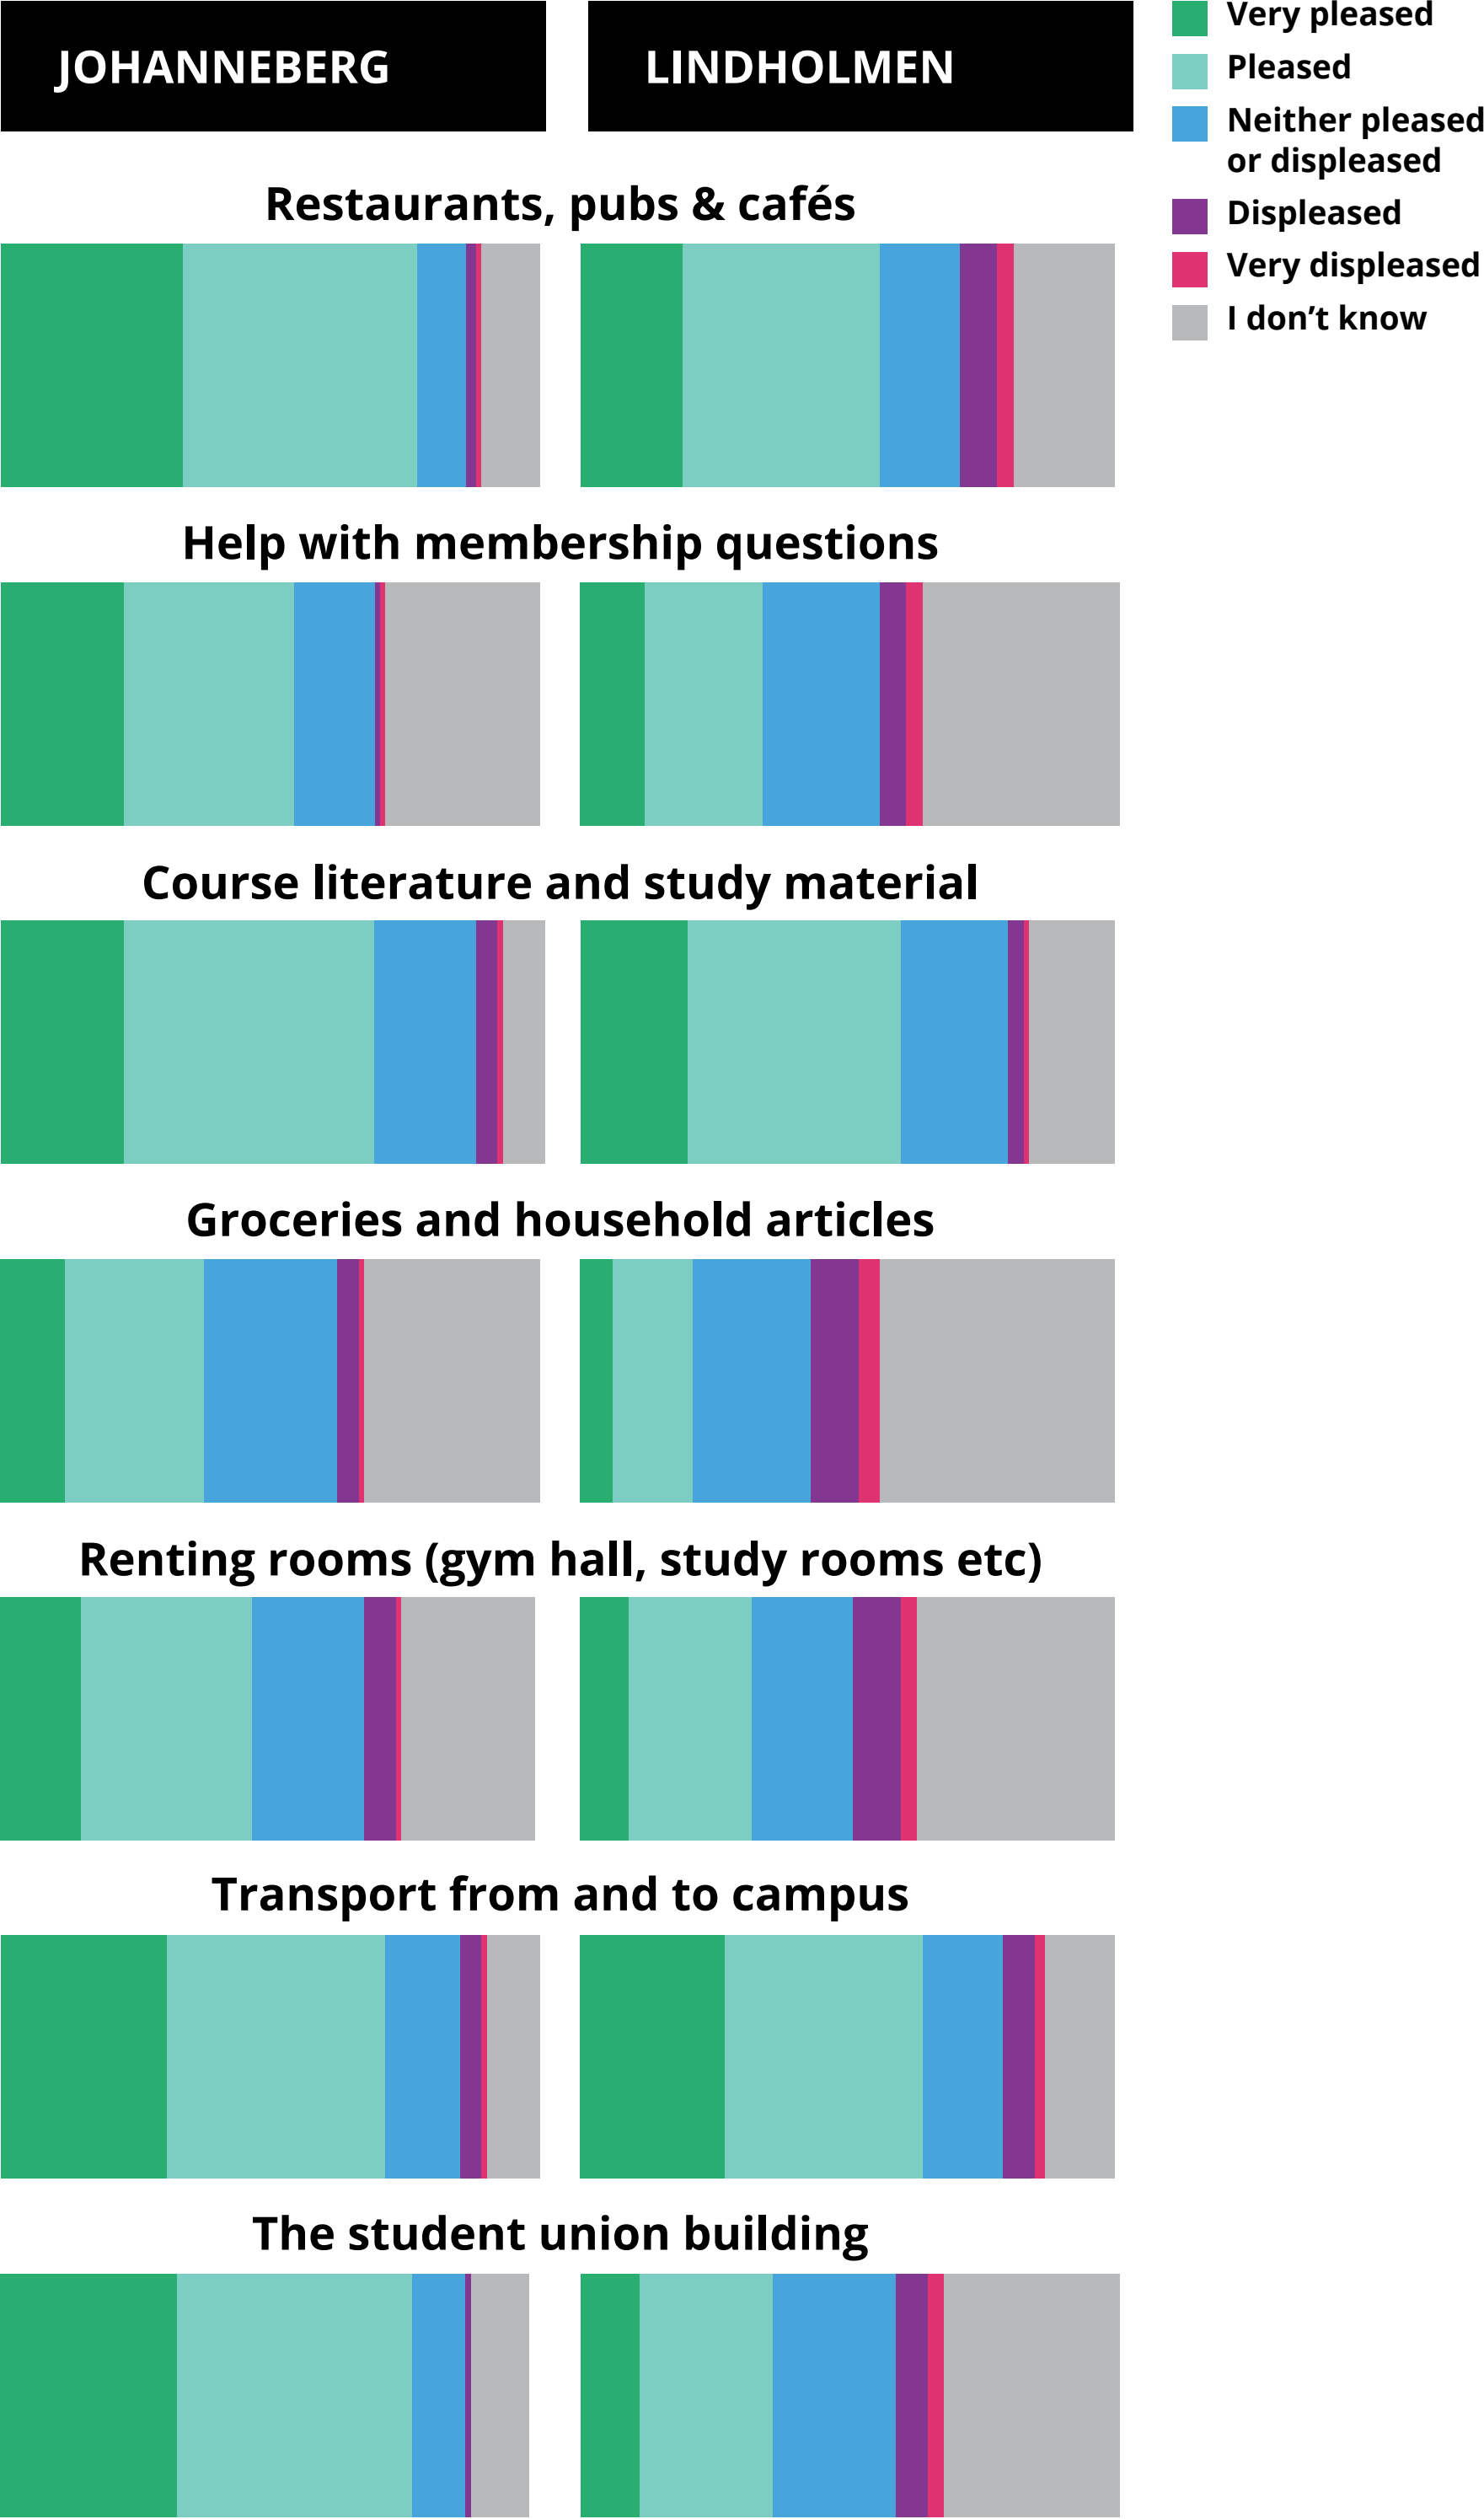 JOHANNEBERG
LINDHOLMEN
Very pleased
Pleased
Neither pleased
or displeased
Displeased
Very displeased
I don’t know
Restaurants, pubs & cafés
Help with membership questions
Course literature and study material
Groceries and household articles
Renting rooms (gym hall, study rooms etc)
Transport from and to campus
The student union building